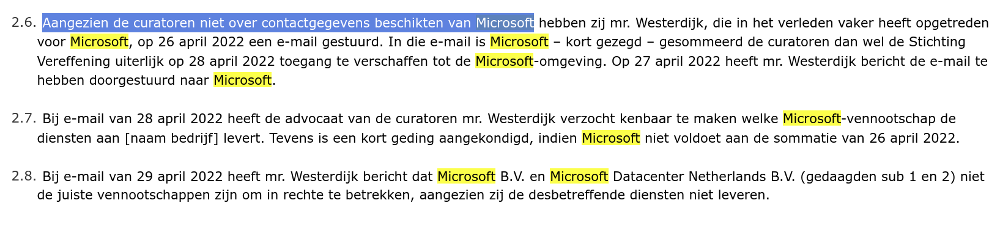 2.6. Aangezien de curatoren niet over contactgegevens beschikten van Microsoft hebben zij mr. Westerdijk, die in het verleden vaker heeft opgetreden
voor Microsoft, op 26 april 2022 een e-mail gestuurd. In die e-mail is Microsoft – kort gezegd – gesommeerd de curatoren dan wel de Stichting
Vereffening uiterlijk op 28 april 2022 toegang te verschaffen tot de Microsoft-omgeving. Op 27 april 2022 heeft mr. Westerdijk bericht de e-mail te
hebben doorgestuurd naar Microsoft.
2.7. Bij e-mail van 28 april 2022 heeft de advocaat van de curatoren mr. Westerdijk verzocht kenbaar te maken welke Microsoft-vennootschap de
diensten aan [naam bedrijf] levert. Tevens is een kort geding aangekondigd, indien Microsoft niet voldoet aan de sommatie van 26 april 2022.
2.8. Bij e-mail van 29 april 2022 heeft mr. Westerdijk bericht dat Microsoft B.V. en Microsoft Datacenter Netherlands B.V. (gedaagden sub 1 en 2) niet
de juiste vennootschappen zijn om in rechte te betrekken, aangezien zij de desbetreffende diensten niet leveren.